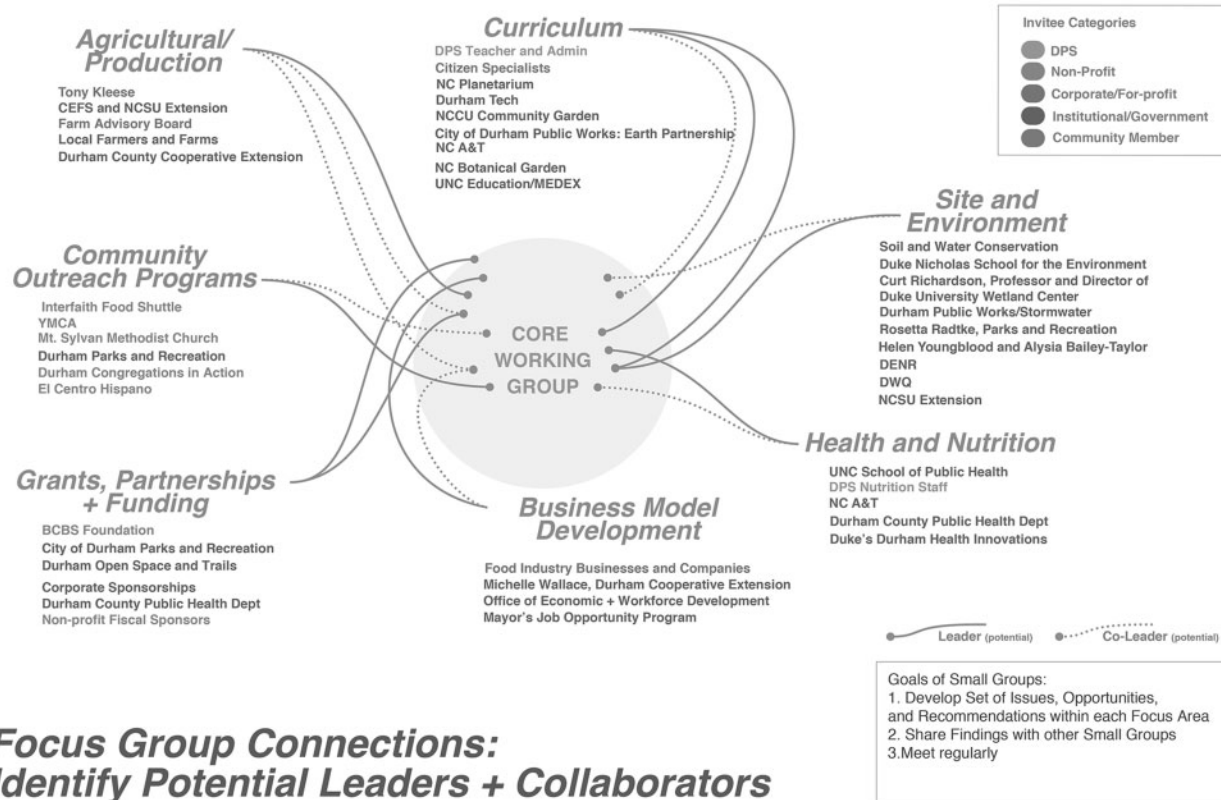 Agricultural/
Production
Tony Kleese
CEFS and NCSU Extension
Farm Advisory Board
Local Farmers and Farms
Durham County Cooperative Extension
Curriculum
DPS Teacher and Admin
Citizen Specialists
NC Planetarium
Durham Tech
NCCU Community Garden
City of Durham Public Works: Earth Partnership
NC A&T
NC Botanical Garden
UNC Education/MEDEX
Invitee Categories
DPS
Non-Profit
Corporate/For-profit
Institutional/Government
Community Member
Site and
Environment
Soil and Water Conservation
Duke Nicholas School for the Environment
Curt Richardson, Professor and Director of
Duke University Wetland Center
Durham Public Works/Stormwater
Rosetta Radtke, Parks and Recreation
Helen Youngblood and Alysia Bailey-Taylor
DENR
DWQ
NCSU Extension
Community
Outreach Programs
Interfaith Food Shuttle
YMCA
Mt. Sylvan Methodist Church
Durham Parks and Recreation
Durham Congregations in Action
El Centro Hispano
CORE
WORKING
GROUP
Health and Nutrition
UNC School of Public Health
DPS Nutrition Staff
NC A&T
Durham County Public Health Dept
Duke's Durham Health Innovations
Grants, Partnerships
+ Funding
BCBS Foundation
City of Durham Parks and Recreation
Durham Open Space and Trails
Corporate Sponsorships
Durham County Public Health Dept
Non-profit Fiscal Sponsors
Business Model
Development
Food Industry Businesses and Companies
Michelle Wallace, Durham Cooperative Extension
Office of Economic + Workforce Development
Mayor's Job Opportunity Program
Leader (potential)
Co-Leader (potential)
Goals of Small Groups:
1. Develop Set of Issues, Opportunities,
and Recommendations within each Focus Area
2. Share Findings with other Small Groups
3.Meet regularly
Focus Group Connections:
Identify Potential Leaders + Collaborators